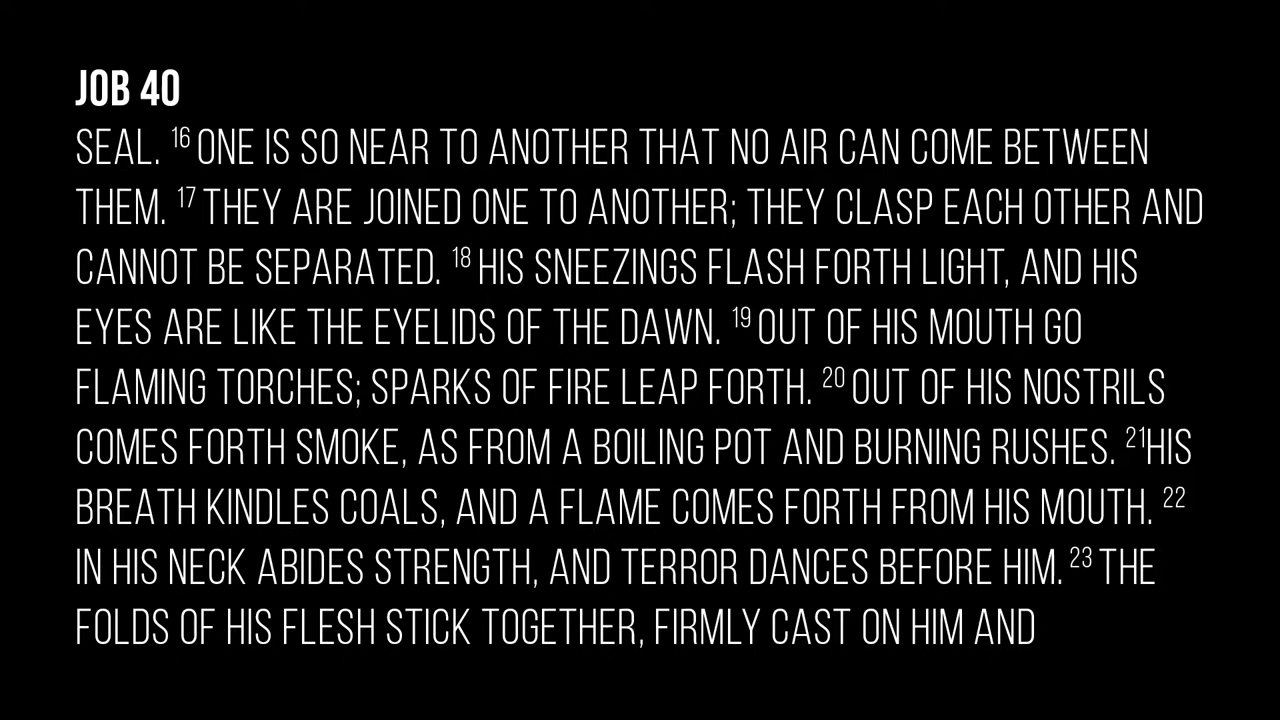 JOB 40
SEAL. 16 ONE IS SO NEAR TO ANOTHER THAT NO AIR CAN COME BETWEEN
THEM. 17 THEY ARE JOINED ONE TO ANOTHER; THEY CLASP EACH OTHER AND
CANNOT BE SEPARATED. 18 HIS SNEEZINGS FLASH FORTH LIGHT, AND HIS
EYES ARE LIKE THE EYELIDS OF THE DAWN. 19 OUT OF HIS MOUTH GO
FLAMING TORCHES; SPARKS OF FIRE LEAP FORTH. 20 OUT OF HIS NOSTRILS
COMES FORTH SMOKE, AS FROM A BOILING POT AND BURNING RUSHES. 21HIS
BREATH KINDLES COALS, AND A FLAME COMES FORTH FROM HIS MOUTH. 22
IN HIS NECK ABIDES STRENGTH, AND TERROR DANCES BEFORE HIM. 23 THE
FOLDS OF HIS FLESH STICK TOGETHER, FIRMLY CAST ON HIM AND